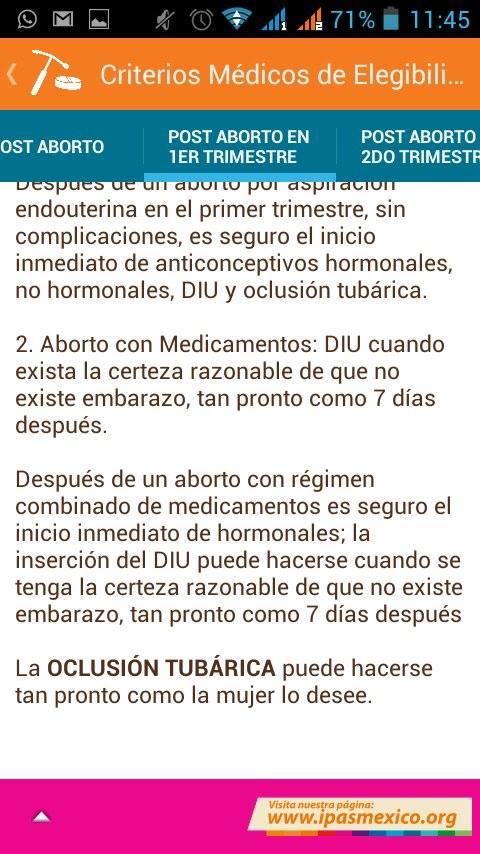 71% 11:45
Criterios Médicos de Elegibili...
OST ABORTO
POST ABORTO EN
1ER TRIMESTRE
POST ABORTO
2DO TRIMESTR
Después de un aborto por aspiración
endouterina en el primer trimestre, sin
complicaciones, es seguro el inicio
inmediato de anticonceptivos hormonales,
no hormonales, DIU y oclusión tubárica.
2. Aborto con Medicamentos: DIU cuando
exista la certeza razonable de que no
existe embarazo, tan pronto como 7 días
después.
Después de un aborto con régimen
combinado de medicamentos es seguro el
inicio inmediato de hormonales; la
inserción del DIU puede hacerse cuando se
tenga la certeza razonable de que no existe
embarazo, tan pronto como 7 días después
La OCLUSIÓN TUBÁRICA puede hacerse
tan pronto como la mujer lo desee.
Visita nuestra página:
www.ipasmexico.org